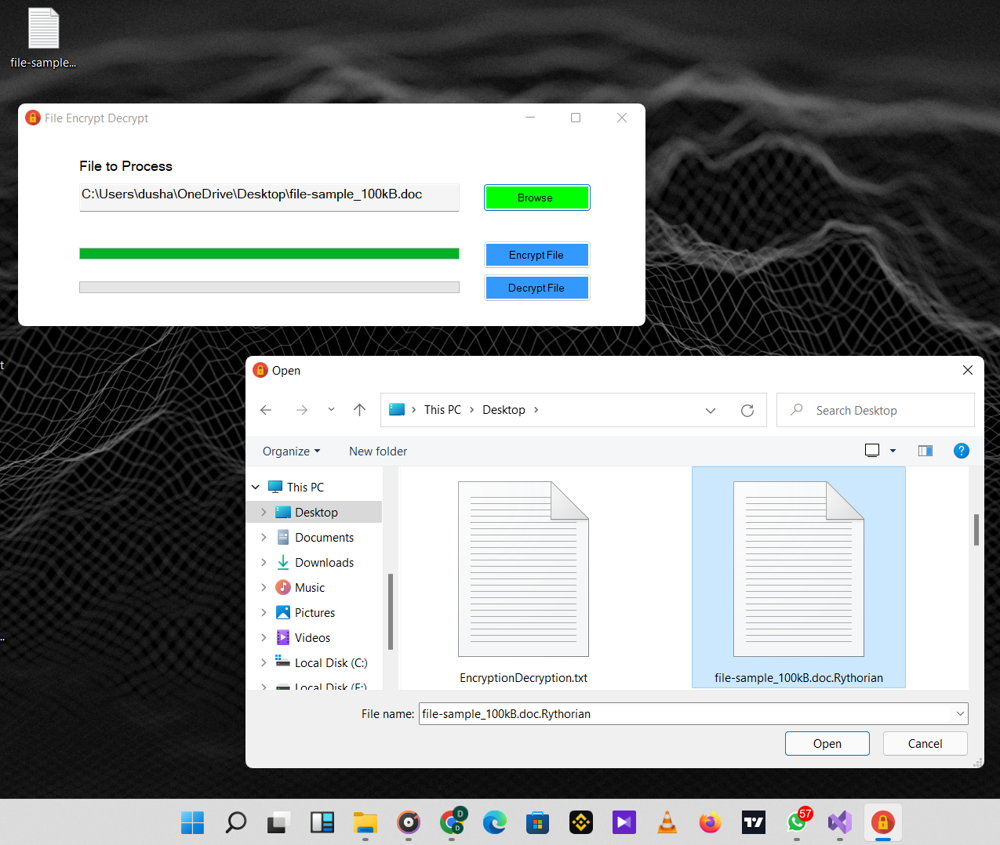 file-sample...
File Encrypt Decrypt
File to Process
C:\Users\dusha\OneDrive\Desktop\file-sample_100kB.doc
Browse
Encrypt File
Decrypt File
t
Open
This PC
Desktop
Search Desktop
Organize
New folder
?
This PC
Desktop
Documents
Downloads
Music
Pictures
Videos
Local Disk (C:)
Local Disk (E:)
EncryptionDecryption.txt
file-sample_100kB.doc.Rythorian
..
File name:
file-sample_100kB.doc.Rythorian
Open
Cancel
D
D
57